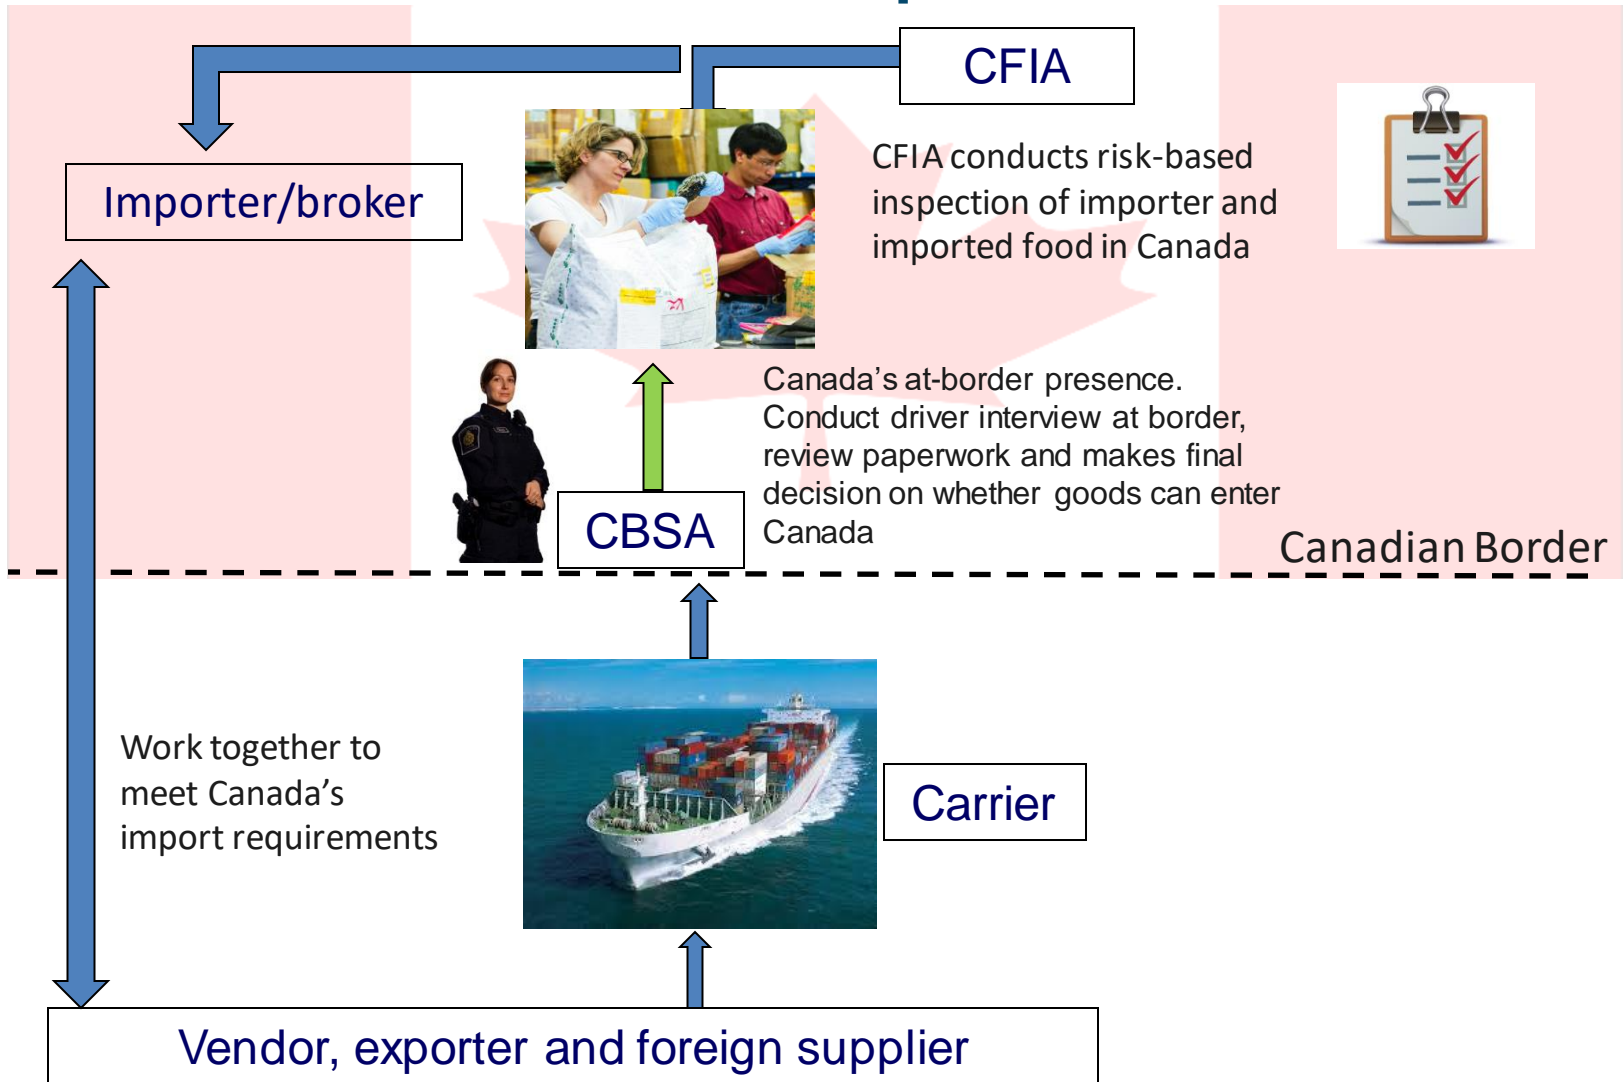 CFIA
CFIA conducts risk-based
inspection of importer and
imported food in Canada
Importer/broker
Canada’s at-border presence.
Conduct driver interview at border,
review paperwork and makes final
decision on whether goods can enter
Canada
CBSA
Canadian Border
Work together to
meet Canada’s
import requirements
Carrier
Vendor, exporter and foreign supplier